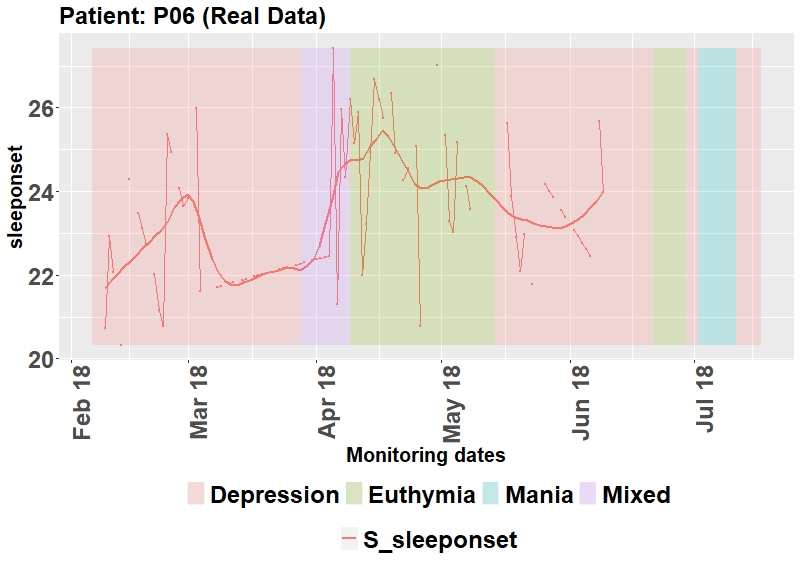 Patient: P06 (Real Data)
sleeponset
26
24
22
20
Feb 18
Mar 18
Apr 18
May 18
Jun 18
Jul 18
Monitoring dates
Depression Euthymia Mania Mixed
S_sleeponset